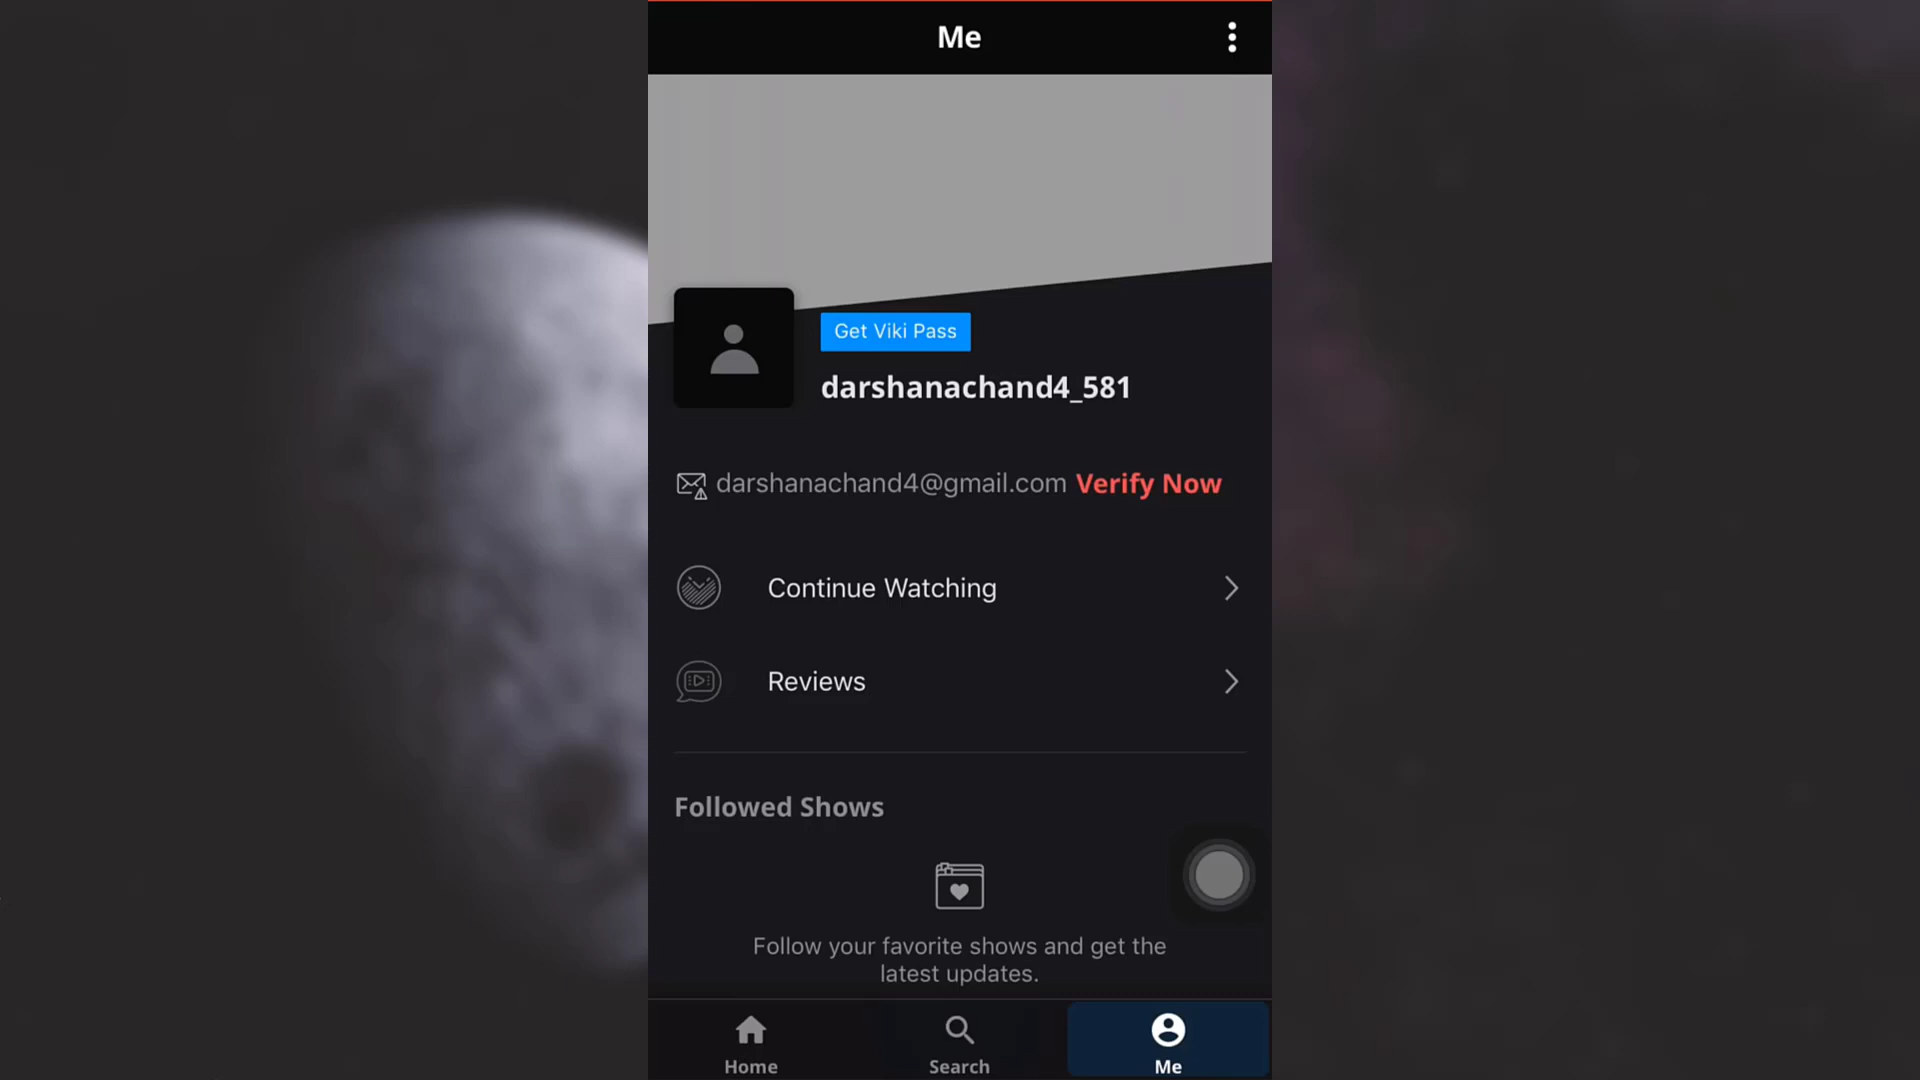 Me
Get Viki Pass
darshanachand4_581
darshanachand4@gmail.com Verify Now
Continue Watching
Reviews
Followed Shows
Follow your favorite shows and get the
latest updates.
Home
Search
Me